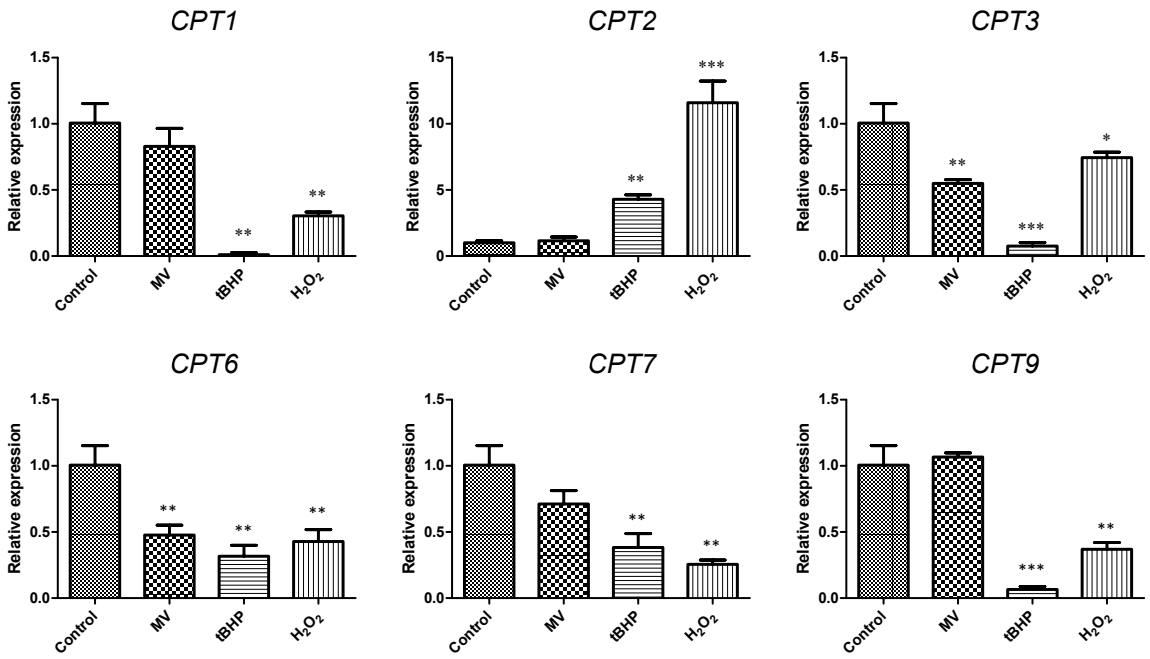 CPT1
Relative expression
1.5
1.0
0.5
0.0
**
**
Control
MV
tBHP
H₂O₂
CPT2
Relative expression
15
10
5
0
**
***
Control
MV
tBHP
H₂O₂
CPT3
Relative expression
1.5
1.0
0.5
0.0
**
***
*
Control
MV
tBHP
H₂O₂
CPT6
Relative expression
1.5
1.0
0.5
0.0
**
**
**
Control
MV
tBHP
H₂O₂
CPT7
Relative expression
1.5
1.0
0.5
0.0
**
**
Control
MV
tBHP
H₂O₂
CPT9
Relative expression
1.5
1.0
0.5
0.0
***
**
Control
MV
tBHP
H₂O₂